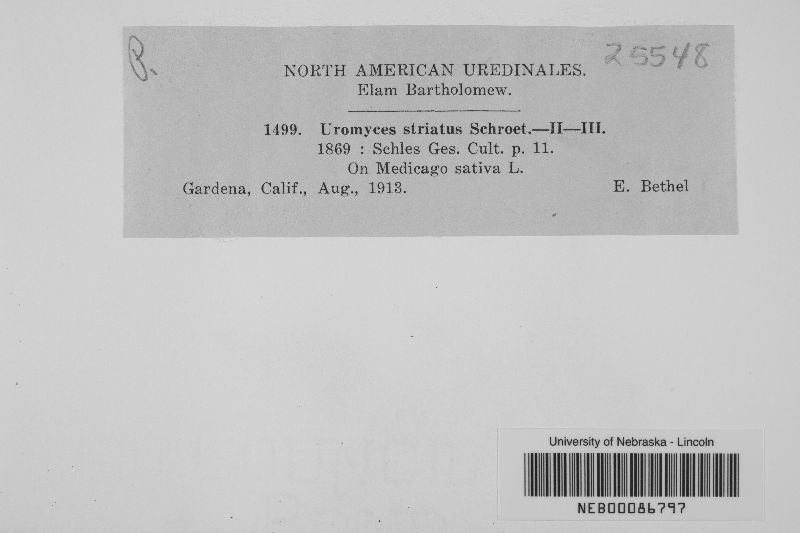 P.
25548
NORTH AMERICAN UREDINALES.
Elam Bartholomew.
1499. Uromyces striatus Schroet.—II—III.
1869 : Schles Ges. Cult. p. 11.
On Medicago sativa L.
Gardena, Calif., Aug., 1913. E. Bethel
University of Nebraska - Lincoln
NEB00086797